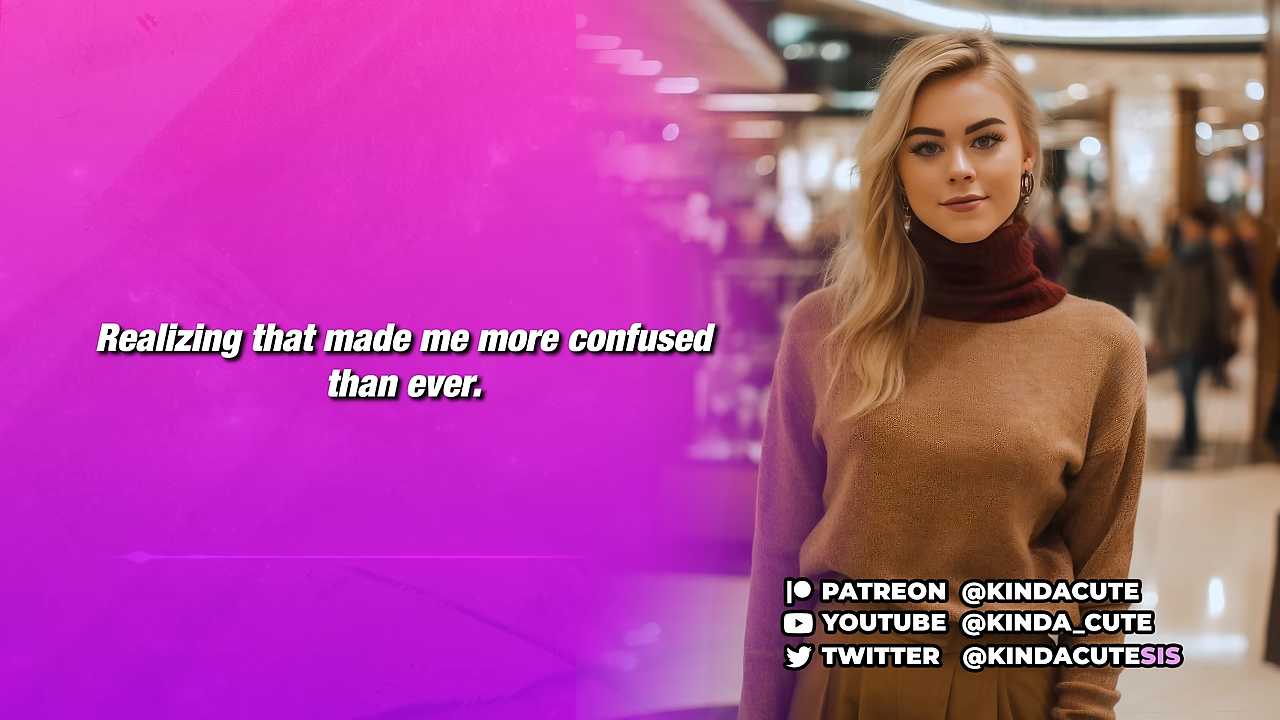 Realizing that made me more confused
than ever.
PATREON @KINDACUTE
YOUTUBE @KINDA_CUTE
TWITTER @KINDACUTESIS